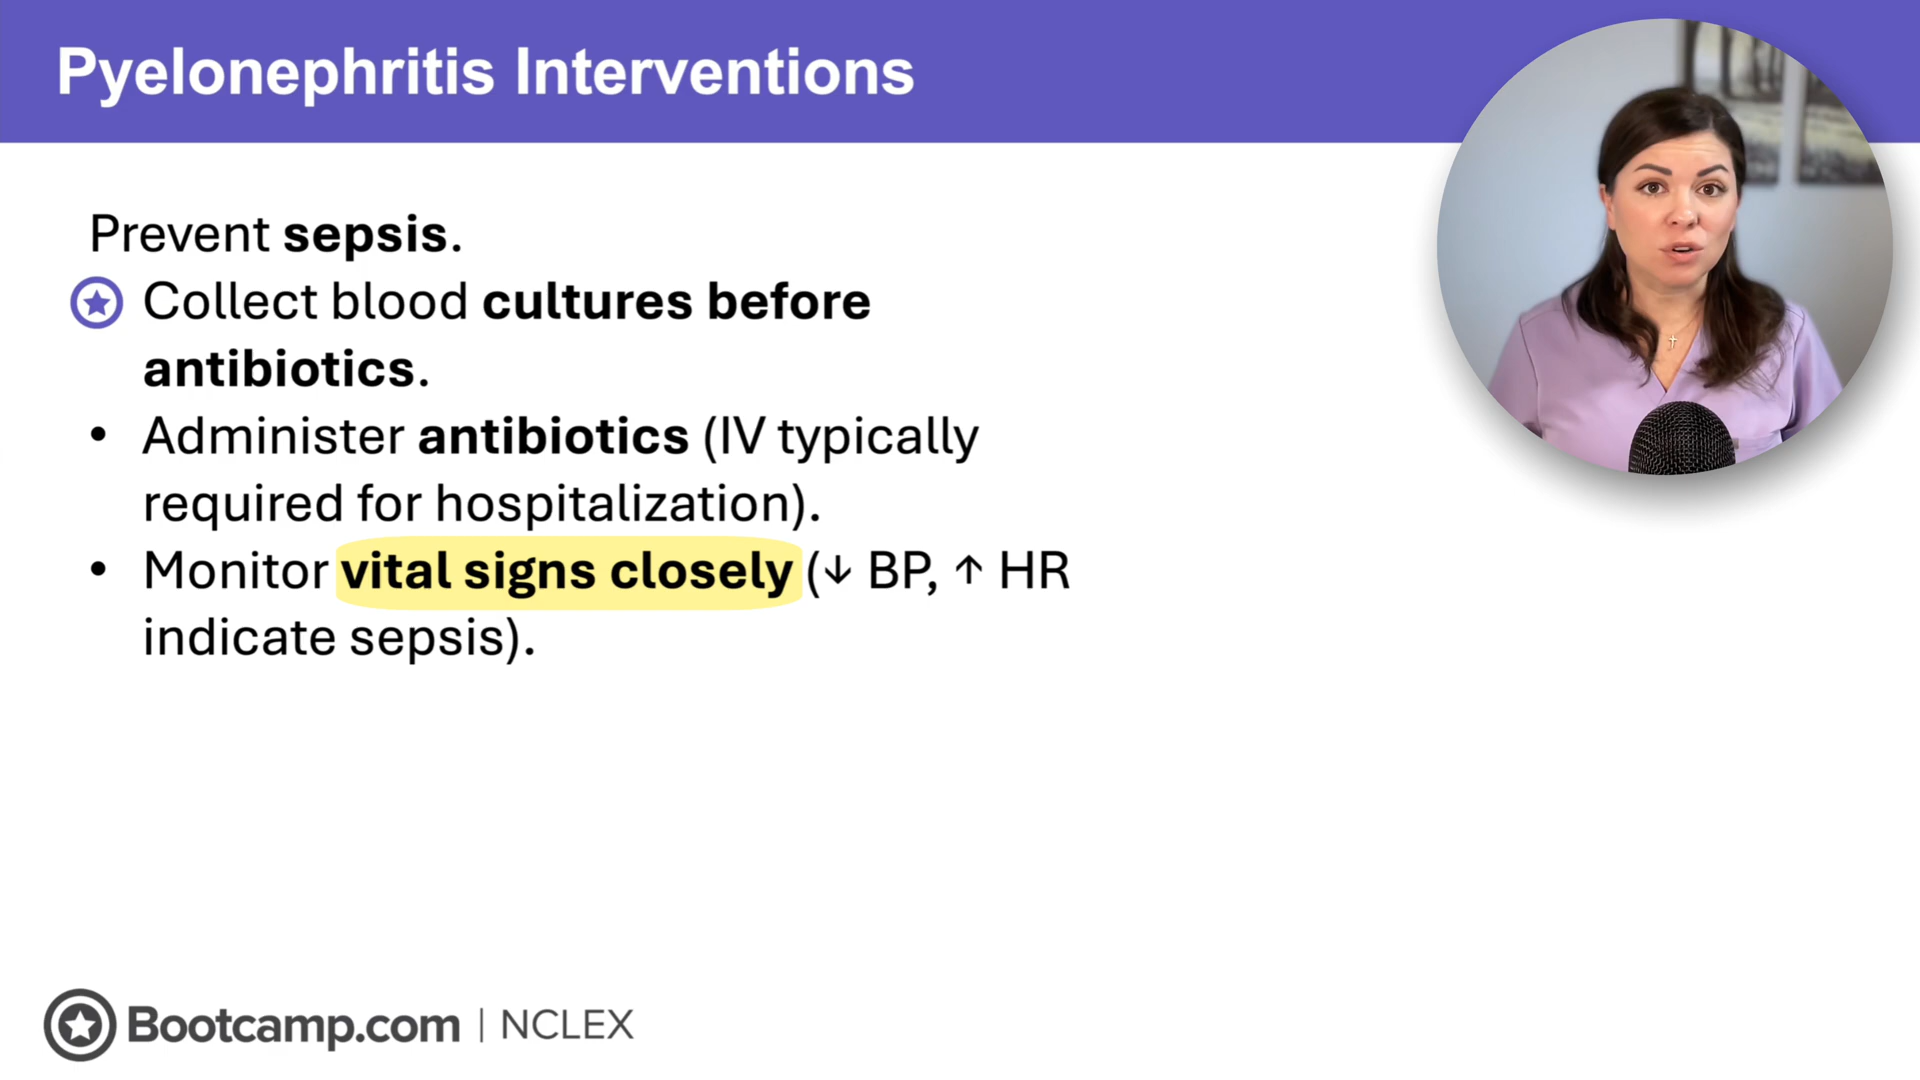 Pyelonephritis Interventions
Prevent sepsis.
Collect blood cultures before
antibiotics.
• Administer antibiotics (IV typically
required for hospitalization).
• Monitor vital signs closely (↓ BP, ↑ HR
indicate sepsis).
Bootcamp.com | NCLEX